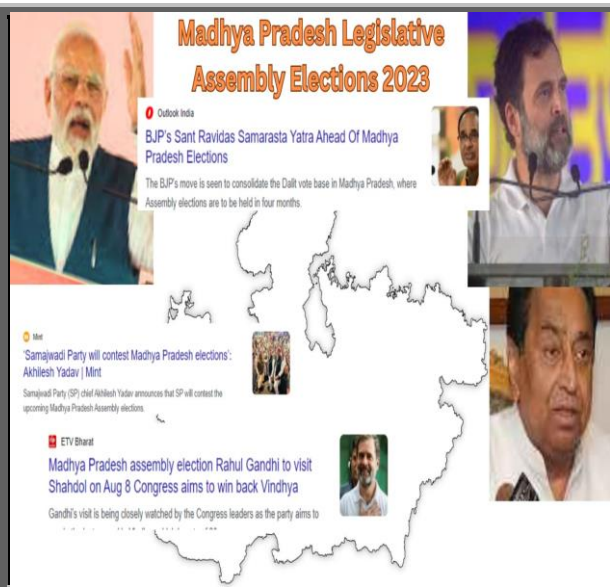 Madhya Pradesh Legislative
Assembly Elections 2023
Outlook India
BJP's Sant Ravidas Samarasta Yatra Ahead Of Madhya
Pradesh Elections
The BJP's move is seen to consolidate the Dalit vote base in Madhya Pradesh, where
Assembly elections are to be held in four months.
Mint
'Samajwadi Party will contest Madhya Pradesh elections':
Akhilesh Yadav | Mint
Samajwadi Party (SP) chief Akhilesh Yadav announces that SP will contest the
upcoming Madhya Pradesh Assembly elections.
ETV Bharat
Madhya Pradesh assembly election Rahul Gandhi to visit
Shahdol on Aug 8 Congress aims to win back Vindhya
Gandhi's visit is being closely watched by the Congress leaders as the party aims to